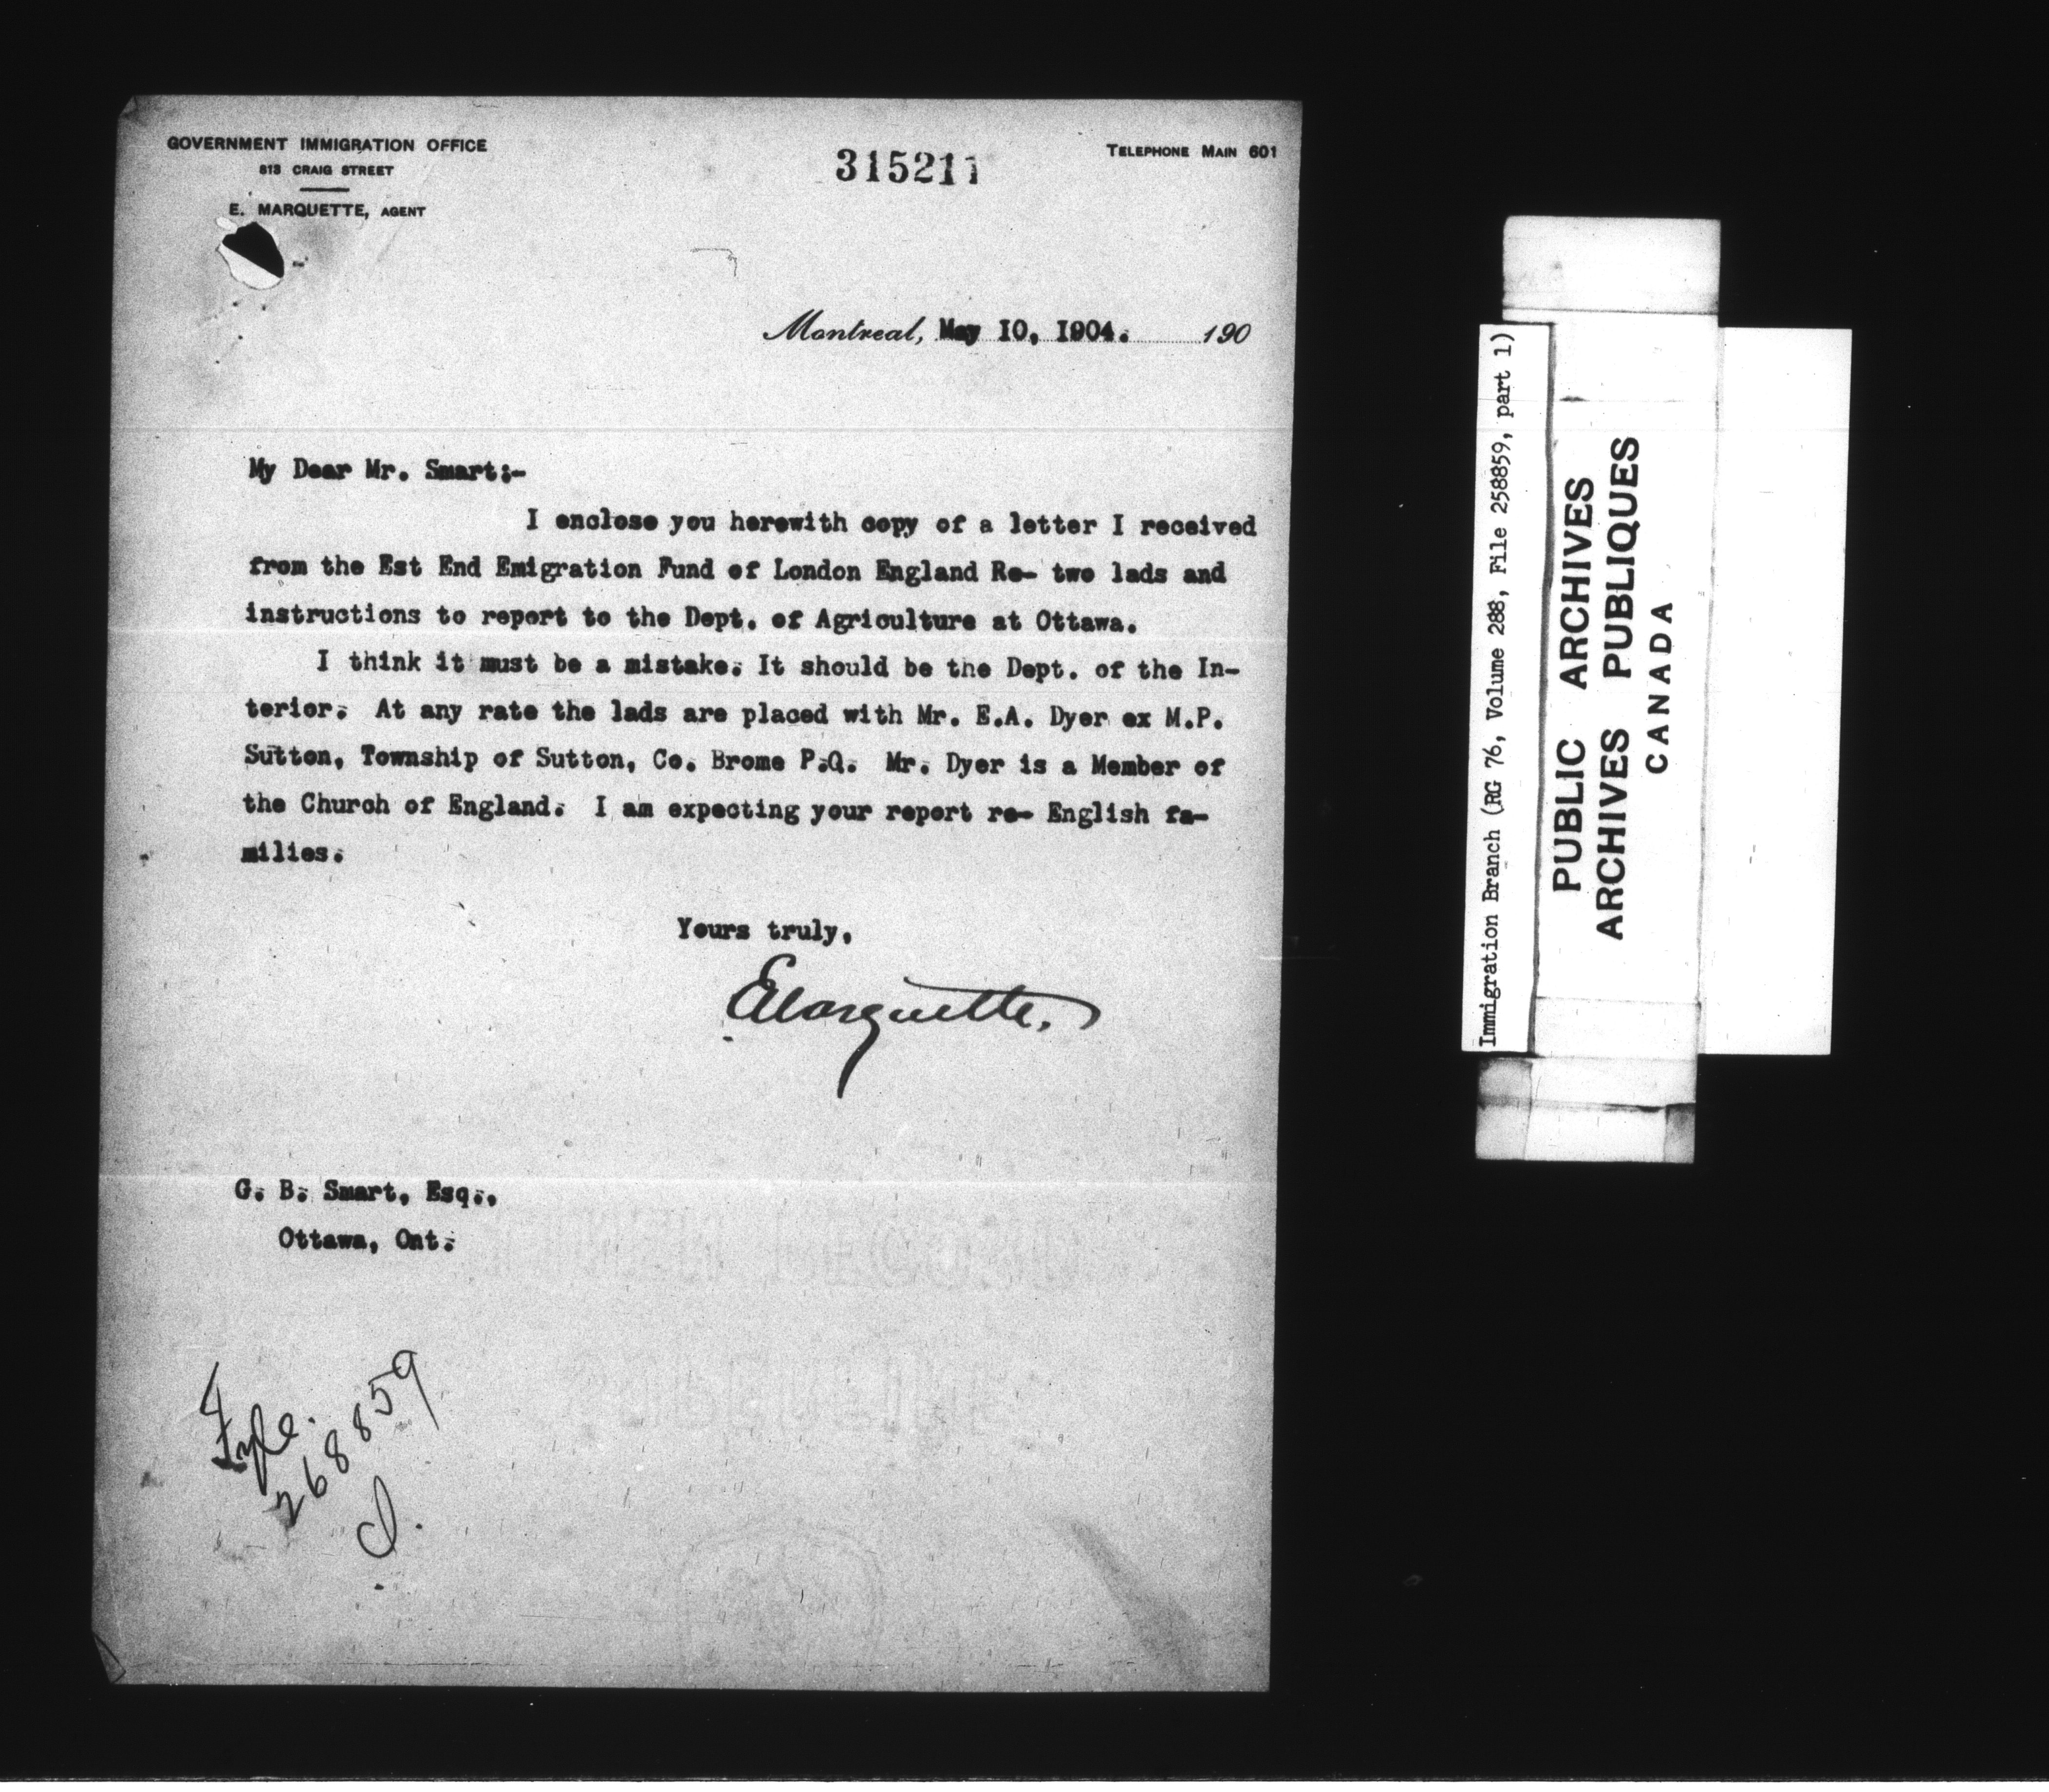 GOVERNMENT IMMIGRATION OFFICE
813 CRAIG STREET
E. MARQUETTE, AGENT
315211
TELEPHONE MAIN 601
Montreal, May 10, 1904. 190
My Dear Mr. Smart:-
I enclose you herewith copy of a letter I received
from the Est End Emigration Fund of London England Re- two lads and
instructions to report to the Dept. of Agriculture at Ottawa.
I think it must be a mistake. It should be the Dept. of the In-
terior. At any rate the lads are placed with Mr. E.A. Dyer ex M.P.
Sutton, Township of Sutton, Co. Brome P.Q. Mr. Dyer is a Member of
the Church of England. I am expecting your report re- English fa-
milies.
Yours truly,
EMarquette.
G. B. Smart, Esq.,
Ottawa, Ont.
Fyle.
268859
Immigration Branch (RG 76, Volume 288, File 258859, part 1)
PUBLIC ARCHIVES
ARCHIVES PUBLIQUES
CANADA